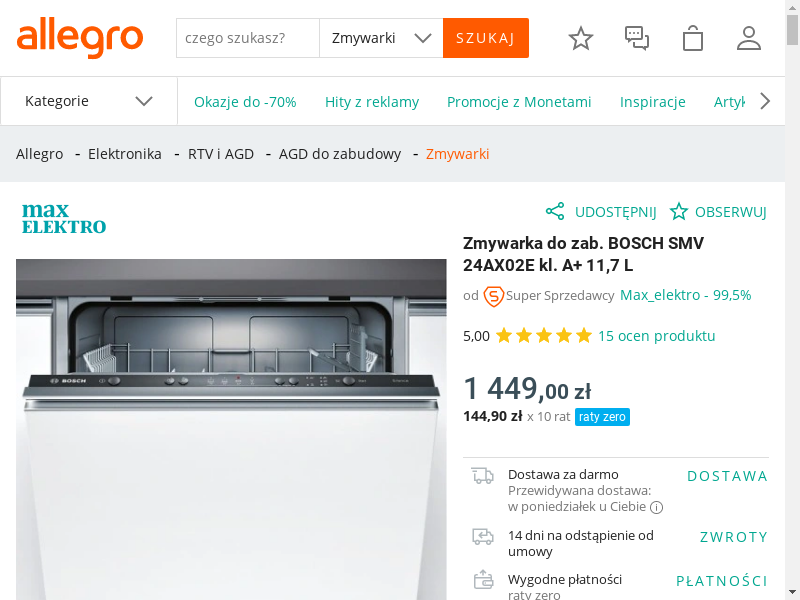 allegro
czego szukasz?
Zmywarki
SZUKAJ
Kategorie
Okazje do -70%
Hity z reklamy
Promocje z Monetami
Inspiracje
Artyk
Allegro - Elektronika - RTV i AGD - AGD do zabudowy - Zmywarki
max
ELEKTRO
UDOSTĘPNIJ
OBSERWUJ
Zmywarka do zab. BOSCH SMV
24AX02E kl. A+ 11,7 L
od Super Sprzedawcy Max_elektro - 99,5%
5,00 15 ocen produktu
1 449,00 zł
144,90 zł x 10 rat raty zero
BOSCH
Dostawa za darmo
DOSTAWA
Przewidywana dostawa:
w poniedziałek u Ciebie
14 dni na odstąpienie od
umowy
ZWROTY
Wygodne płatności
PŁATNOŚCI
raty zero